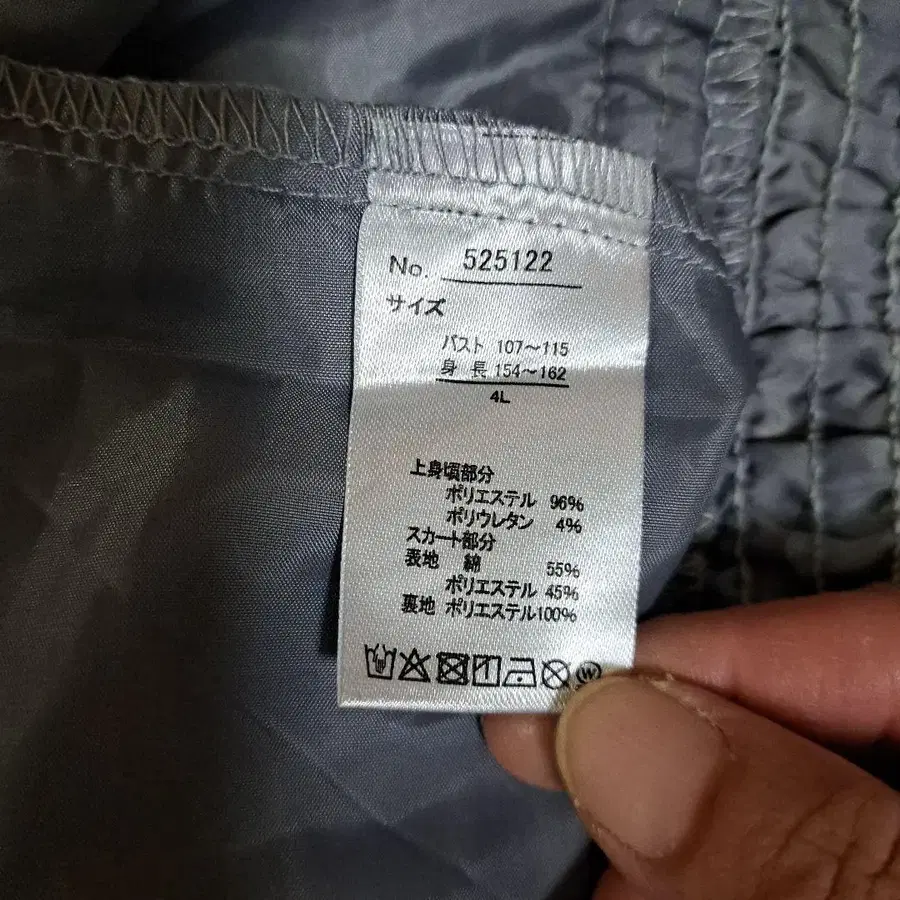 No. 525122
サイズ
バスト 107～115
身 長 154～162
4L
上身頃部分
ポリエステル 96%
ポリウレタン 4%
スカート部分
表地 綿 55%
ポリエステル 45%
裏地 ポリエステル100%
W